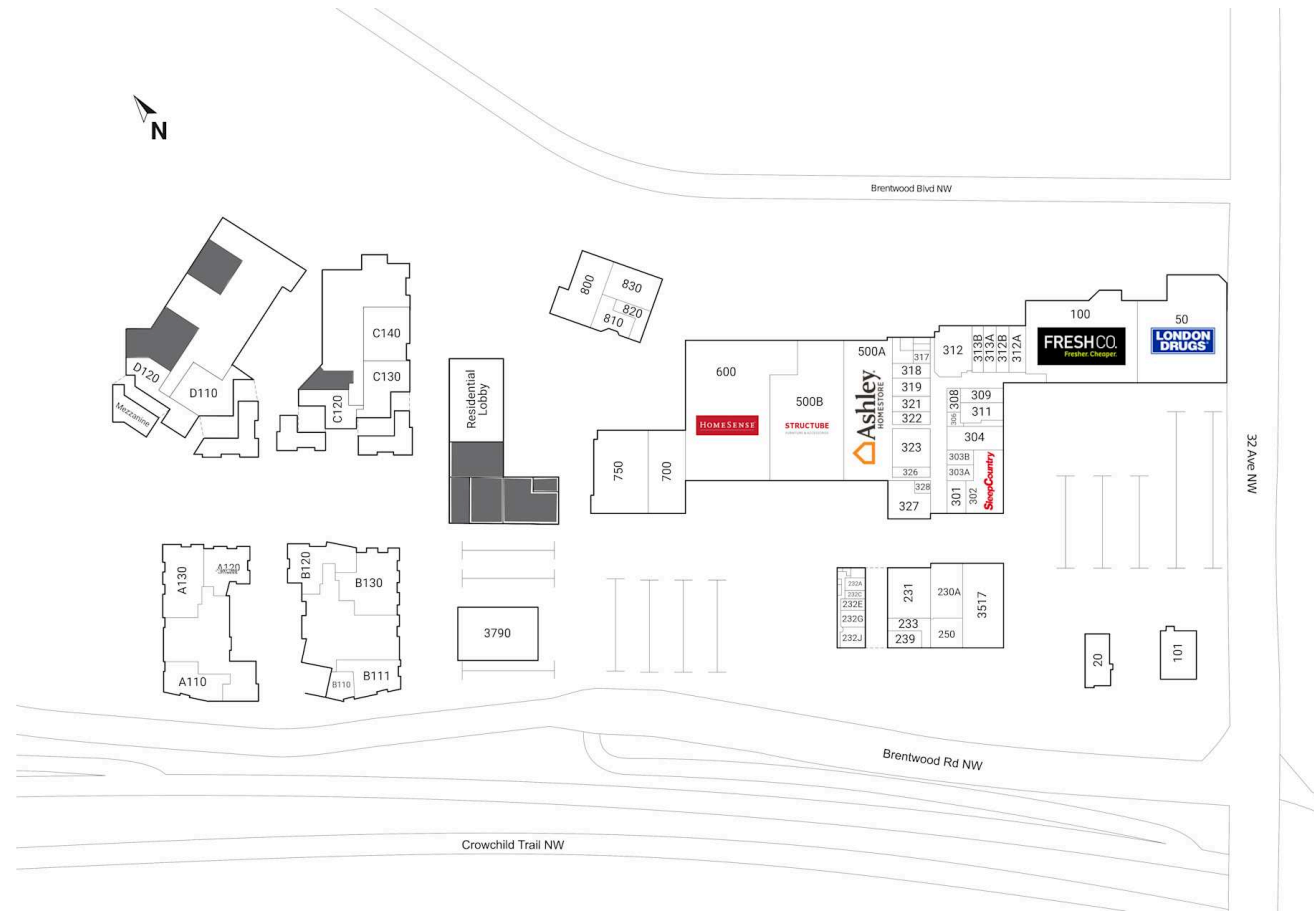 N
Brentwood Blvd NW
800
830
820
810
100
50
FRESHCO.
Fresher. Cheaper.
LONDON
DRUGS
C140
C130
C120
D120
D110
Mezzanine
Residential
Lobby
600
HOMESENSE
500B
STRUCTUBE
500A
Ashley
HOMESTORE
317
318
319
321
322
323
326
328
327
312
313B
313A
312B
312A
308
309
306
311
304
303B
303A
301
302
SleepCountry
750
700
32 Ave NW
A130
A120
B120
B130
3790
232A
232C
232E
232G
232J
231
233
239
230A
250
3517
20
101
A110
B110
B111
Brentwood Rd NW
Crowchild Trail NW